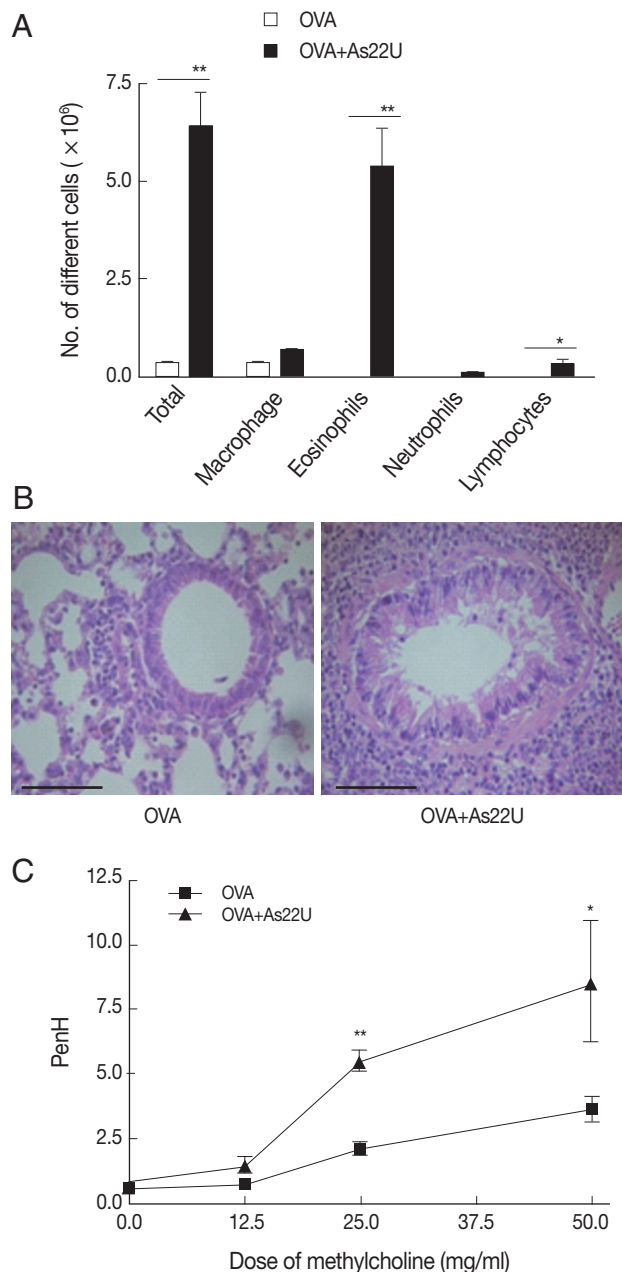 A
OVA
OVA+As22U
No. of different cells ( × 10⁶)
7.5
5.0
2.5
0.0
**
**
*
Total
Macrophage
Eosinophils
Neutrophils
Lymphocytes
B
OVA
OVA+As22U
C
OVA
OVA+As22U
PenH
12.5
10.0
7.5
5.0
2.5
0.0
**
*
0.0
12.5
25.0
37.5
50.0
Dose of methylcholine (mg/ml)